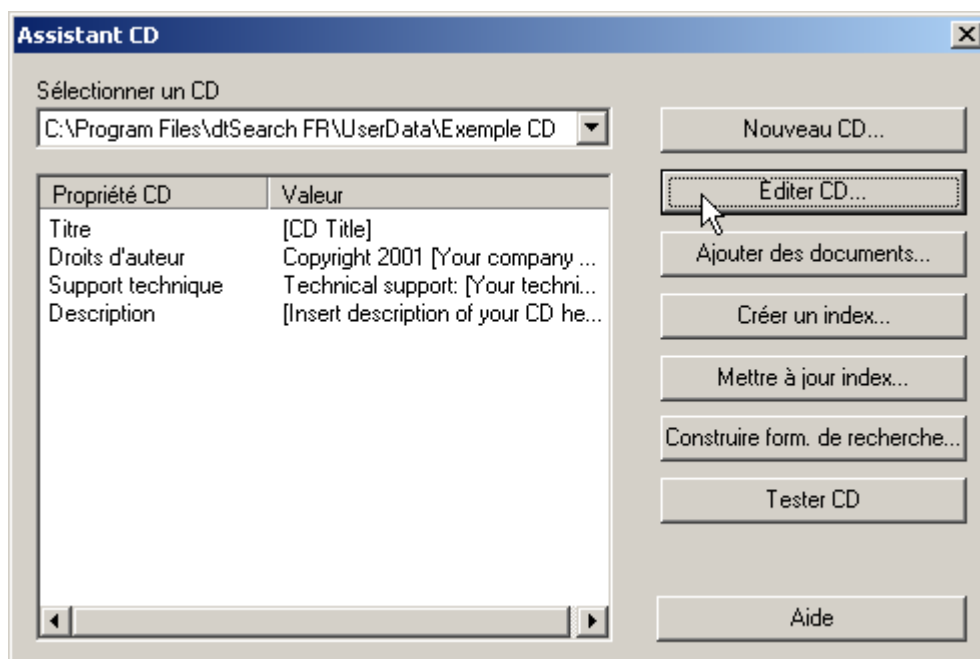 Assistant CD
Sélectionner un CD
C:\Program Files\dtSearch FR\UserData\Exemple CD
Nouveau CD...
Propriété CD Valeur
Titre [CD Title]
Droits d'auteur Copyright 2001 [Your company ...
Support technique Technical support: [Your techni...
Description [Insert description of your CD he...
Éditer CD...
Ajouter des documents...
Créer un index...
Mettre à jour index...
Construire form. de recherche...
Tester CD
Aide